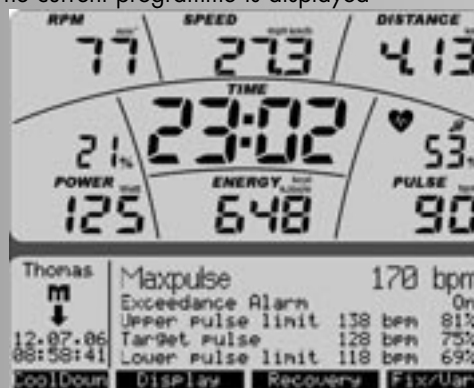 The current programme is displayed
RPM SPEED DISTANCE
77 27.3 4.13
TIME
23:02
21% 53
POWER ENERGY PULSE
125 648 90
Thomas
m
12.07.06
08:58:41
Maxpulse 170 bpm
Exceedance Alarm On
Upper pulse limit 138 bpm 81%
Target pulse 128 bpm 75%
Lower pulse limit 118 bpm 69%
CoolDown Display Recovery Fix/Var